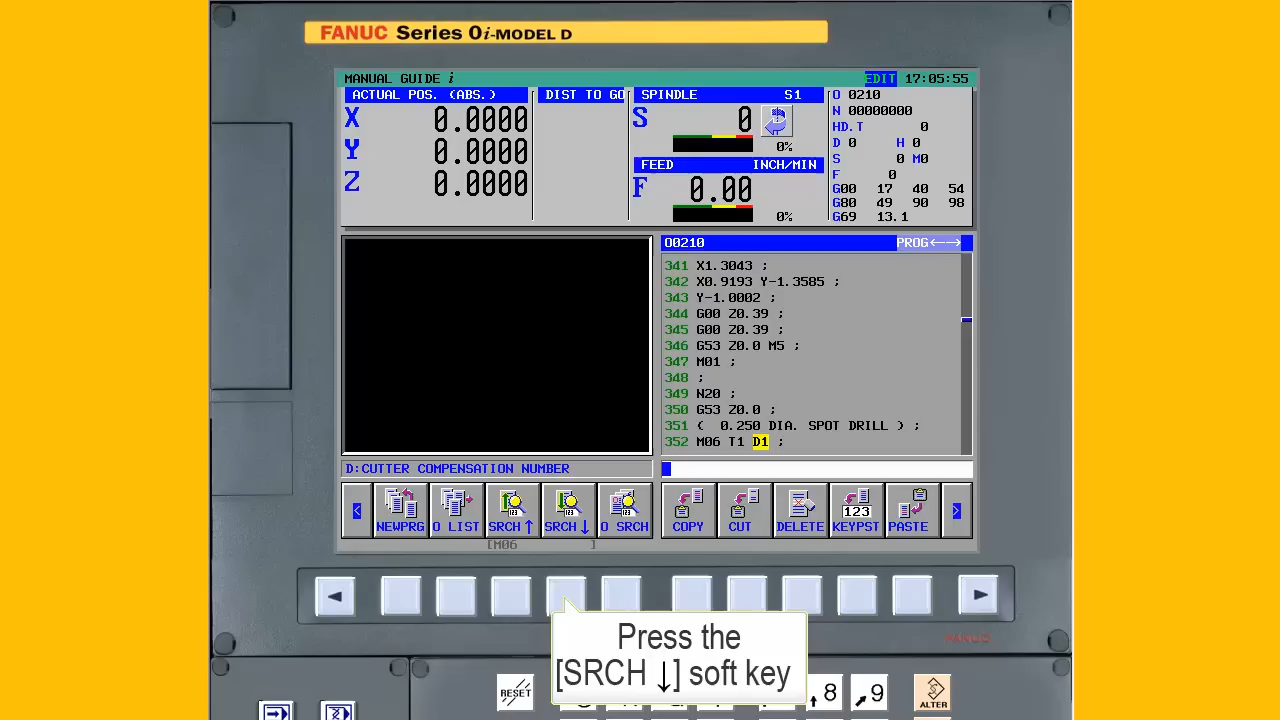 FANUC Series 0i-MODEL D
MANUAL GUIDE i EDIT 17:05:55
ACTUAL POS. (ABS.) DIST TO GO SPINDLE S1
X 0.0000
Y 0.0000
Z 0.0000
S 0
0%
FEED INCH/MIN
F 0.00
0%
O 0210
N 00000000
HD.T 0
D 0 H 0
S 0 M0
F 0
G00 17 40 54
G80 49 90 98
G69 13.1
O0210 PROG←→
341 X1.3043 ;
342 X0.9193 Y-1.3585 ;
343 Y-1.0002 ;
344 G00 Z0.39 ;
345 G00 Z0.39 ;
346 G53 Z0.0 M5 ;
347 M01 ;
348 ;
349 N20 ;
350 G53 Z0.0 ;
351 ( 0.250 DIA. SPOT DRILL ) ;
352 M06 T1 D1 ;
D:CUTTER COMPENSATION NUMBER
< NEWPRG O LIST SRCH↑ SRCH↓ O SRCH COPY CUT DELETE KEYPST PASTE >
[M06 ]
FANUC
Press the
[SRCH ↓] soft key
RESET 8 9 ALTER